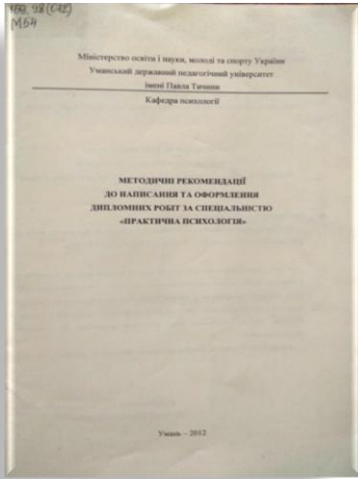 М54
Міністерство освіти і науки, молоді та спорту України
Уманський державний педагогічний університет
імені Павла Тичини
Кафедра психології
МЕТОДИЧНІ РЕКОМЕНДАЦІЇ
ДО НАПИСАННЯ ТА ОФОРМЛЕННЯ
ДИПЛОМНИХ РОБІТ ЗА СПЕЦІАЛЬНІСТЮ
«ПРАКТИЧНА ПСИХОЛОГІЯ»
Умань – 2012